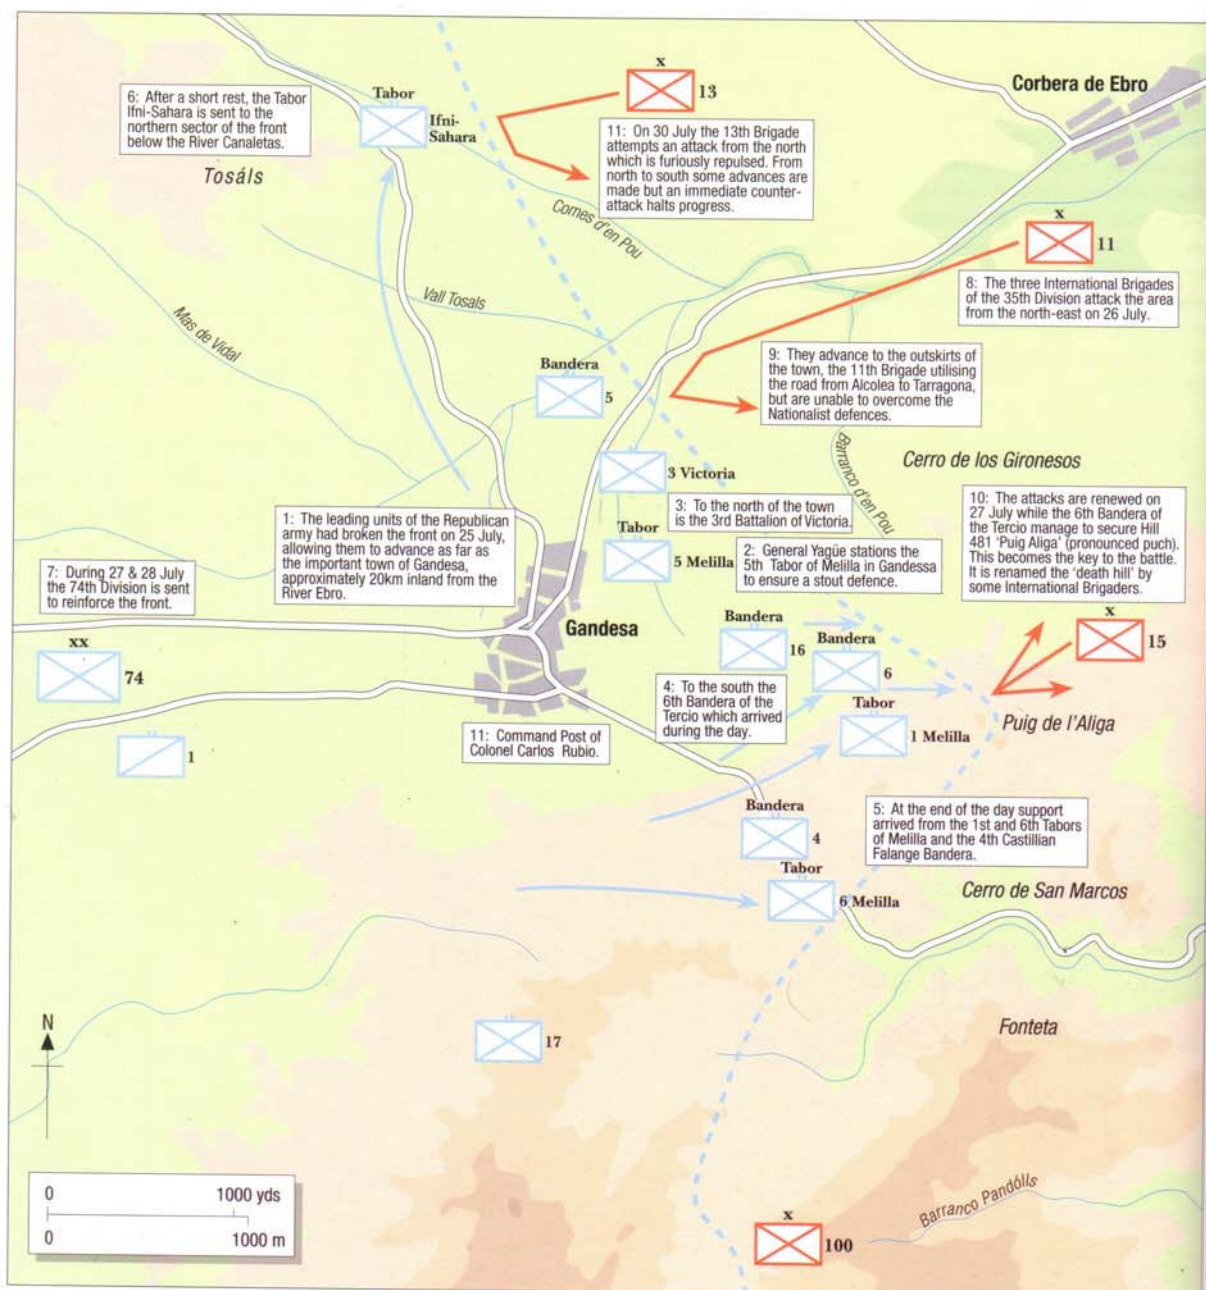 x
13
Corbera de Ebro
6: After a short rest, the Tabor
Ifni-Sahara is sent to the
northern sector of the front
below the River Canaletas.
Tabor
Ifni-
Sahara
11: On 30 July the 13th Brigade
attempts an attack from the north
which is furiously repulsed. From
north to south some advances are
made but an immediate counter-
attack halts progress.
Tosáls
Comes d'en Pou
x
11
8: The three International Brigades
of the 35th Division attack the area
from the north-east on 26 July.
Vall Tosals
Mas de Vidal
Bandera
5
9: They advance to the outskirts of
the town, the 11th Brigade utilising
the road from Alcolea to Tarragona,
but are unable to overcome the
Nationalist defences.
Barranco d'en Pou
Cerro de los Gironesos
3 Victoria
3: To the north of the town
is the 3rd Battalion of Victoria.
10: The attacks are renewed on
27 July while the 6th Bandera of
the Tercio manage to secure Hill
481 'Puig Aliga' (pronounced puch).
This becomes the key to the battle.
It is renamed the 'death hill' by
some International Brigaders.
1: The leading units of the Republican
army had broken the front on 25 July,
allowing them to advance as far as
the important town of Gandesa,
approximately 20km inland from the
River Ebro.
Tabor
5 Melilla
2: General Yagüe stations the
5th Tabor of Melilla in Gandessa
to ensure a stout defence.
7: During 27 & 28 July
the 74th Division is sent
to reinforce the front.
xx
74
Gandesa
Bandera
16
Bandera
6
x
15
4: To the south the
6th Bandera of the
Tercio which arrived
during the day.
Tabor
1 Melilla
Puig de l'Aliga
1
11: Command Post of
Colonel Carlos Rubio.
Bandera
4
5: At the end of the day support
arrived from the 1st and 6th Tabors
of Melilla and the 4th Castillian
Falange Bandera.
Tabor
6 Melilla
Cerro de San Marcos
N
17
Fonteta
0 1000 yds
0 1000 m
Barranco Pandólls
x
100